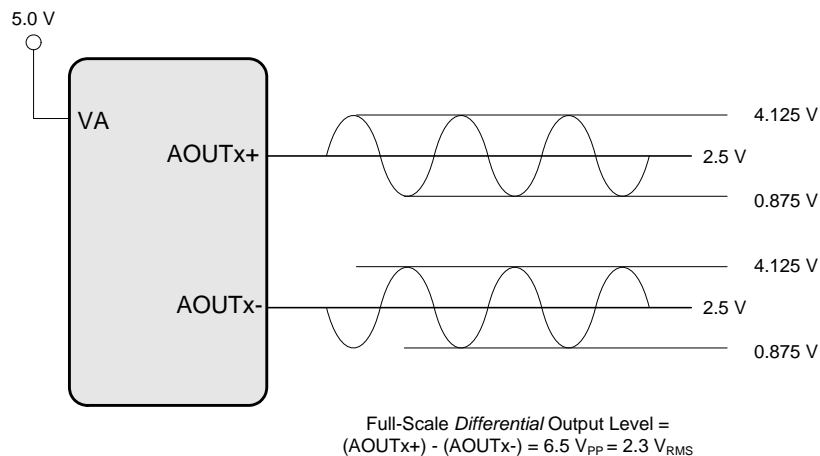 5.0 V
VA
4.125 V
AOUTx+
2.5 V
0.875 V
4.125 V
AOUTx-
2.5 V
0.875 V
Full-Scale Differential Output Level =
(AOUTx+) - (AOUTx-) = 6.5 VPP = 2.3 VRMS